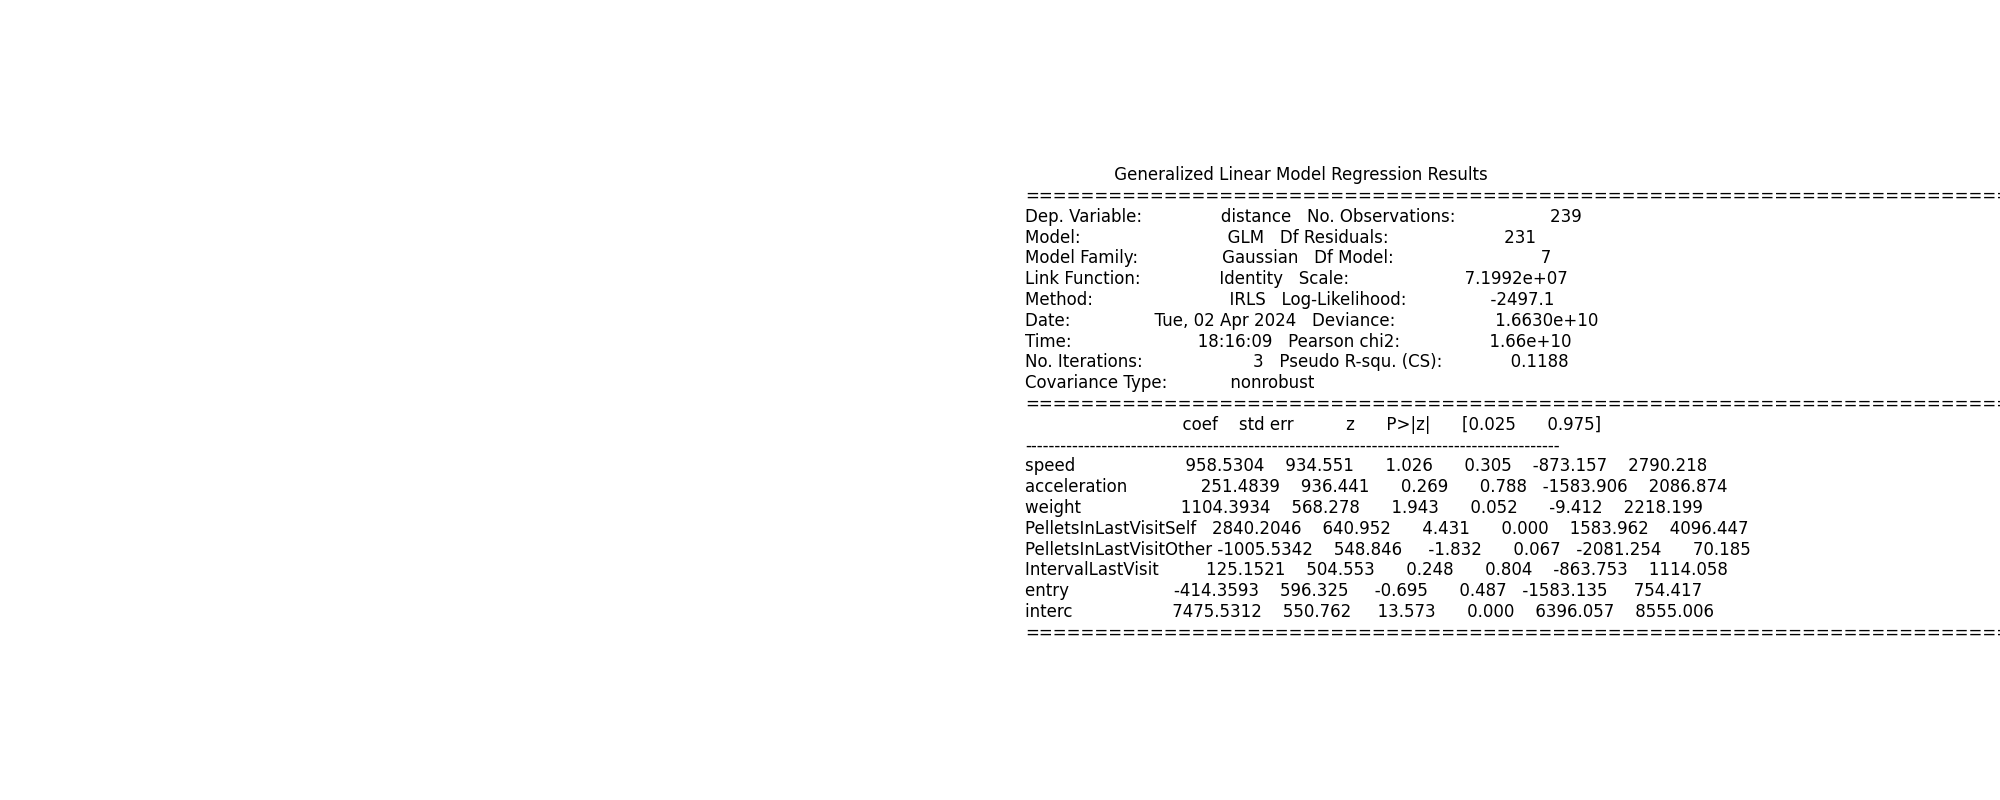 Generalized Linear Model Regression Results
==============================================================================
Dep. Variable: distance No. Observations: 239
Model: GLM Df Residuals: 231
Model Family: Gaussian Df Model: 7
Link Function: Identity Scale: 7.1992e+07
Method: IRLS Log-Likelihood: -2497.1
Date: Tue, 02 Apr 2024 Deviance: 1.6630e+10
Time: 18:16:09 Pearson chi2: 1.66e+10
No. Iterations: 3 Pseudo R-squ. (CS): 0.1188
Covariance Type: nonrobust
==============================================================================
coef std err z P>|z| [0.025 0.975]
------------------------------------------------------------------------------------------------
speed 958.5304 934.551 1.026 0.305 -873.157 2790.218
acceleration 251.4839 936.441 0.269 0.788 -1583.906 2086.874
weight 1104.3934 568.278 1.943 0.052 -9.412 2218.199
PelletsInLastVisitSelf 2840.2046 640.952 4.431 0.000 1583.962 4096.447
PelletsInLastVisitOther -1005.5342 548.846 -1.832 0.067 -2081.254 70.185
IntervalLastVisit 125.1521 504.553 0.248 0.804 -863.753 1114.058
entry -414.3593 596.325 -0.695 0.487 -1583.135 754.417
interc 7475.5312 550.762 13.573 0.000 6396.057 8555.006
==============================================================================